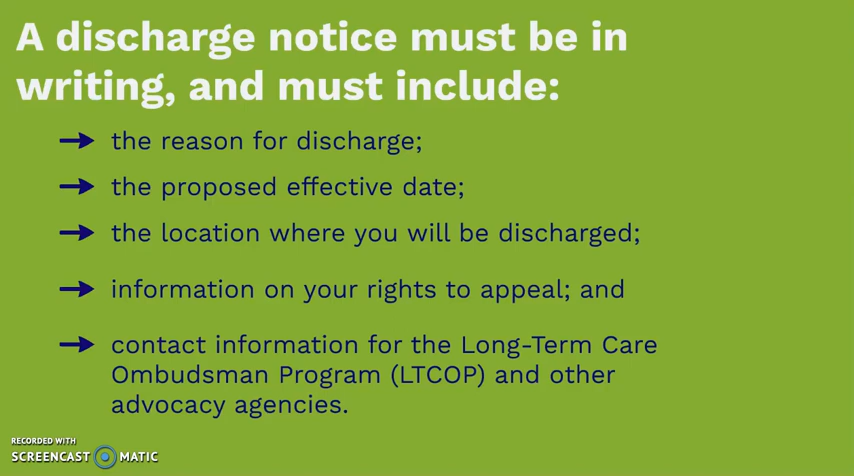 A discharge notice must be in
writing, and must include:
the reason for discharge;
the proposed effective date;
the location where you will be discharged;
information on your rights to appeal; and
contact information for the Long-Term Care
Ombudsman Program (LTCOP) and other
advocacy agencies.
RECORDED WITH
SCREENCAST MATIC